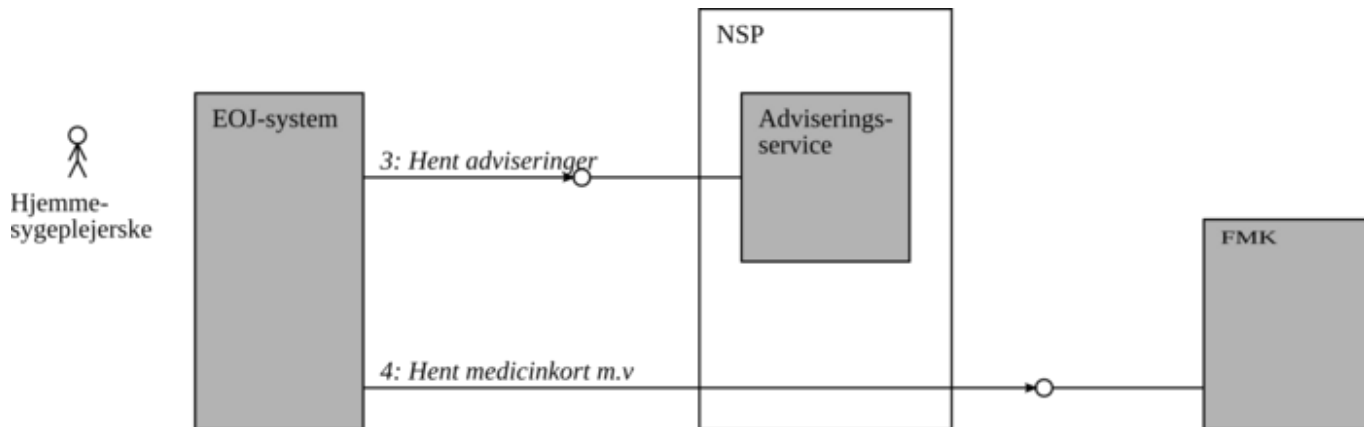 NSP
EOJ-system
Adviserings-
service
3: Hent adviseringer
Hjemme-
sygeplejerske
FMK
4: Hent medicinkort m.v